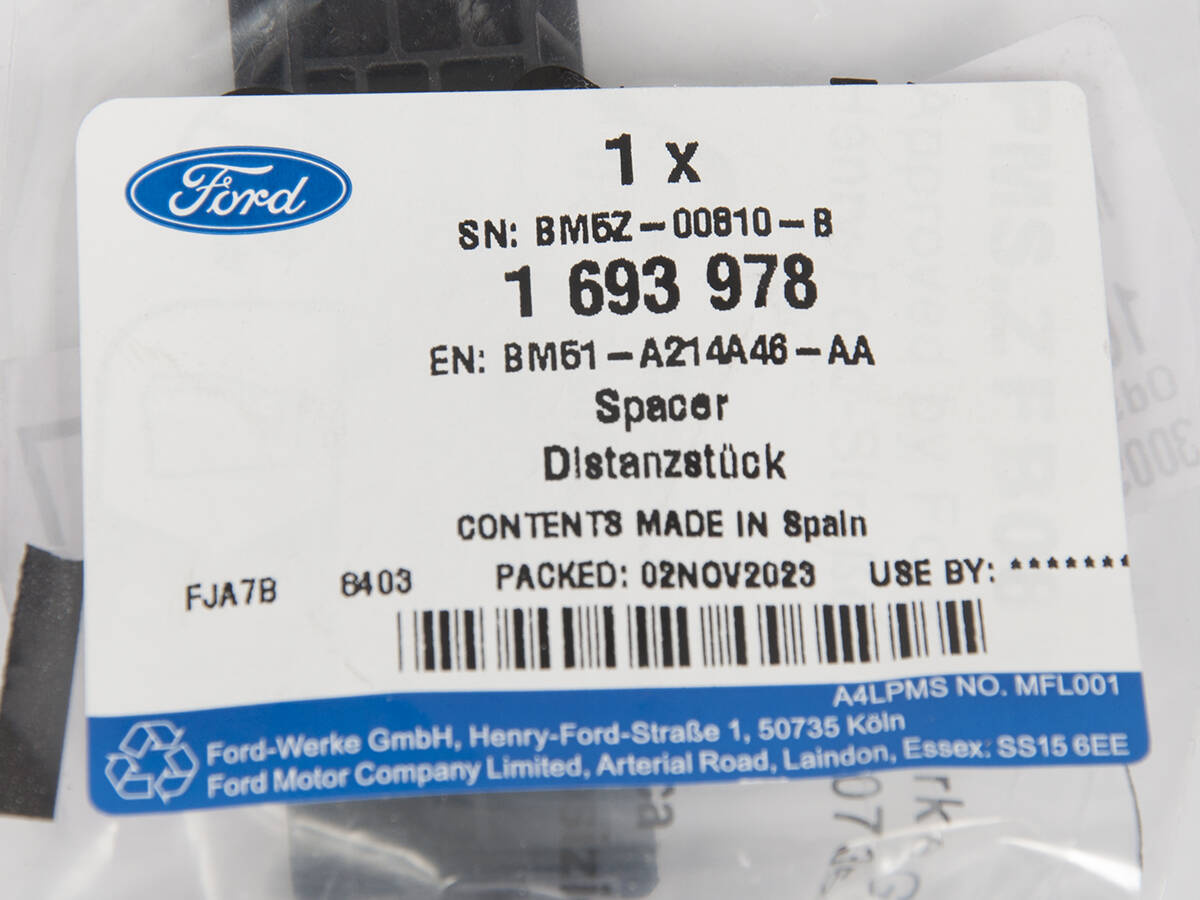 Ford
1 x
SN: BM5Z-00810-B
1 693 978
EN: BM51-A214A46-AA
Spacer
Distanzstück
CONTENTS MADE IN Spain
FJA7B 8403 PACKED: 02NOV2023 USE BY: *******
A4LPMS NO. MFL001
Ford-Werke GmbH, Henry-Ford-Straße 1, 50735 Köln
Ford Motor Company Limited, Arterial Road, Laindon, Essex. SS15 6EE